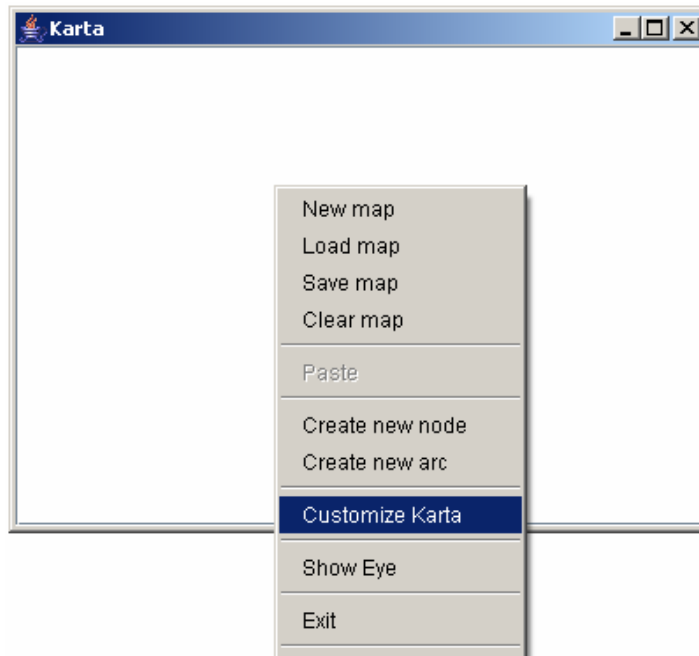 Karta
New map
Load map
Save map
Clear map
Paste
Create new node
Create new arc
Customize Karta
Show Eye
Exit